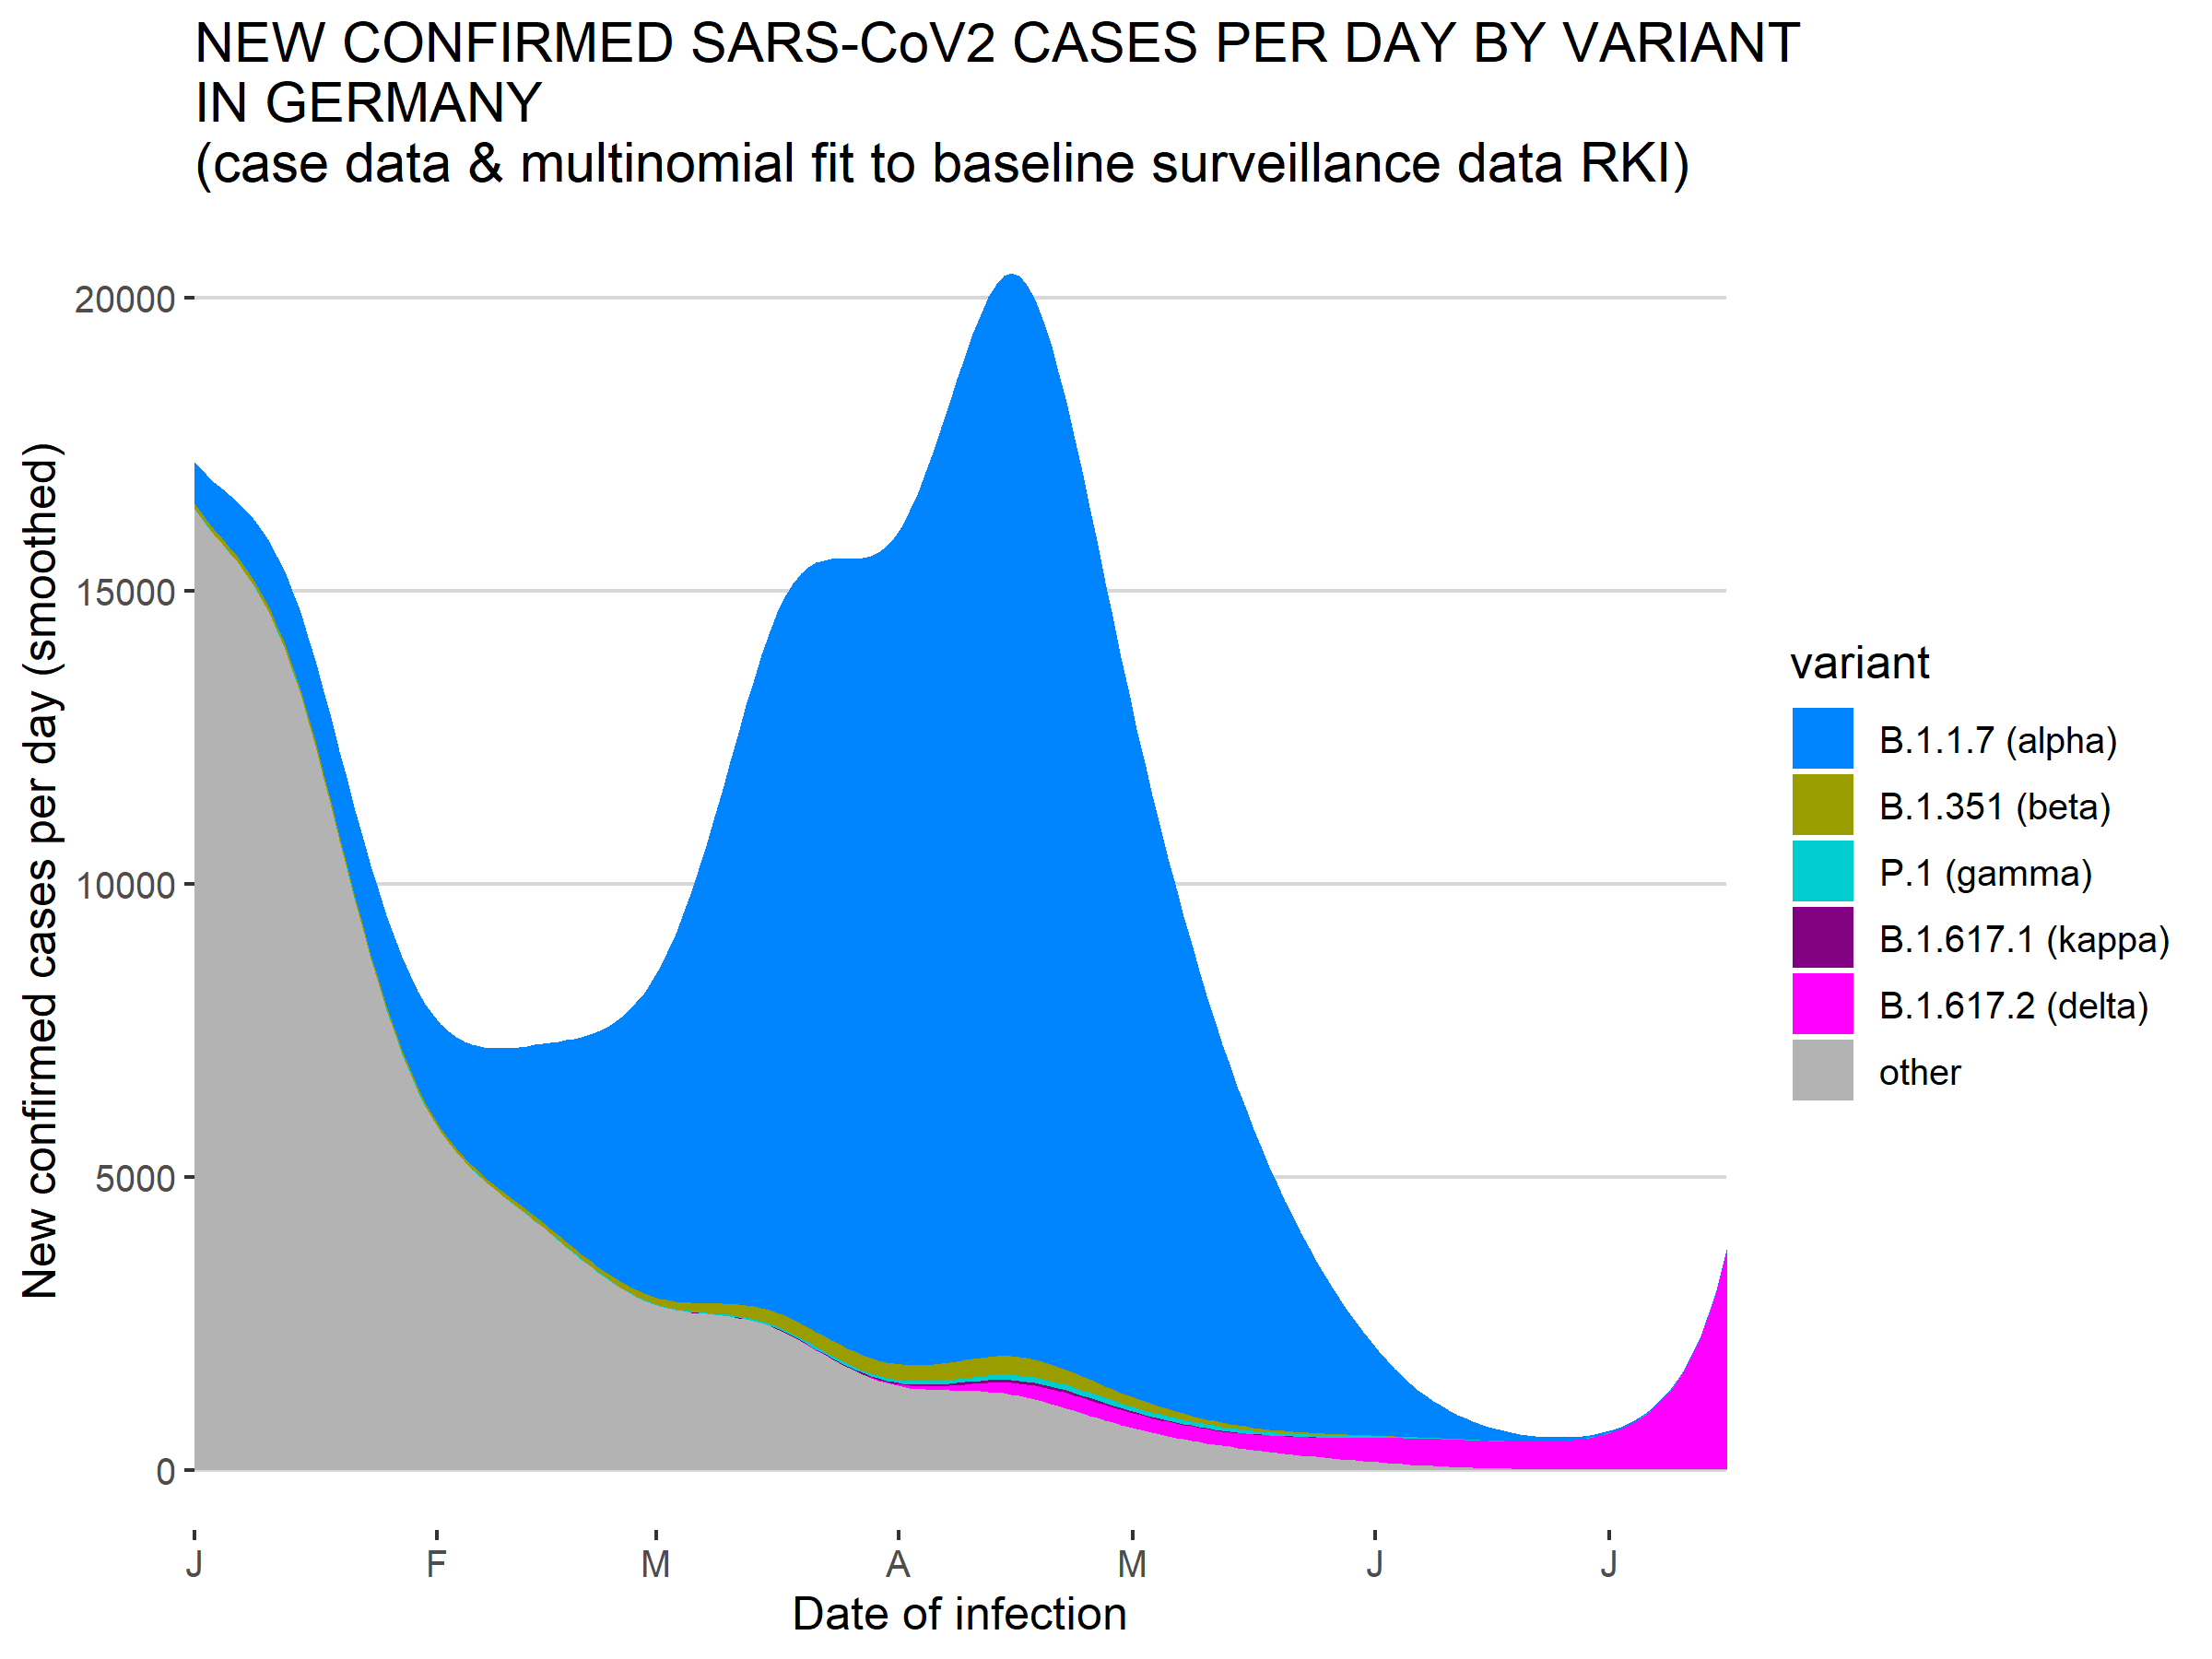 NEW CONFIRMED SARS-CoV2 CASES PER DAY BY VARIANT
IN GERMANY
(case data & multinomial fit to baseline surveillance data RKI)
New confirmed cases per day (smoothed)
20000
15000
10000
5000
0
J
F
M
A
M
J
J
Date of infection
variant
B.1.1.7 (alpha)
B.1.351 (beta)
P.1 (gamma)
B.1.617.1 (kappa)
B.1.617.2 (delta)
other